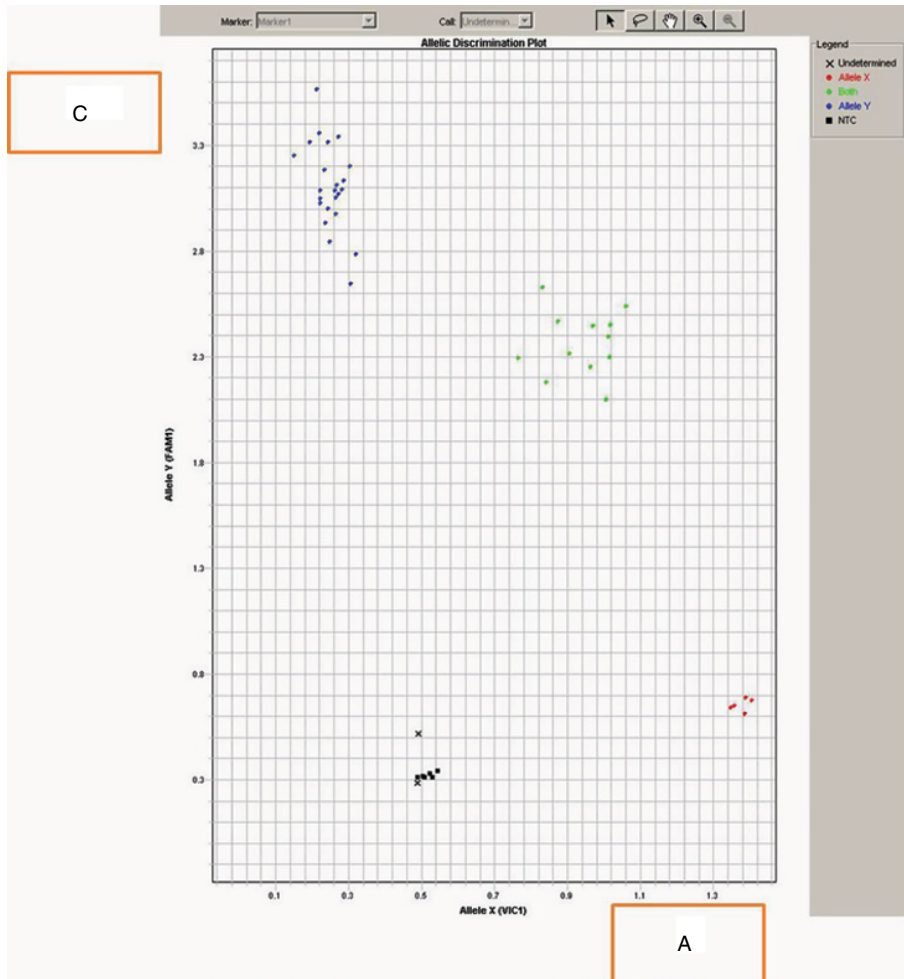 Marker: Marker1 Call: Undetermin...
Allelic Discrimination Plot
Legend
Undetermined
Allele X
Both
Allele Y
NTC
C
3.3
2.8
2.3
1.8
1.3
0.8
0.3
Allele Y (FAM1)
0.1 0.3 0.5 0.7 0.9 1.1 1.3
Allele X (VIC1)
A